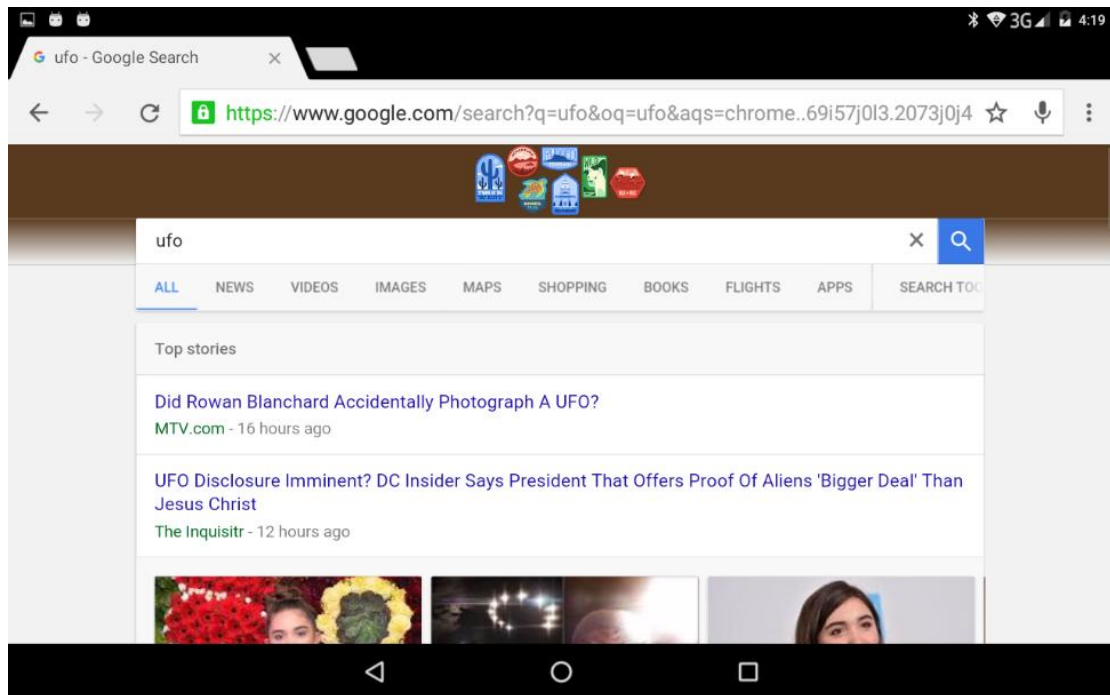 3G 4:19
ufo - Google Search
https://www.google.com/search?q=ufo&oq=ufo&aqs=chrome..69i57j0l3.2073j0j4
ufo
ALL NEWS VIDEOS IMAGES MAPS SHOPPING BOOKS FLIGHTS APPS SEARCH TOO
Top stories
Did Rowan Blanchard Accidentally Photograph A UFO?
MTV.com - 16 hours ago
UFO Disclosure Imminent? DC Insider Says President That Offers Proof Of Aliens 'Bigger Deal' Than
Jesus Christ
The Inquisitr - 12 hours ago